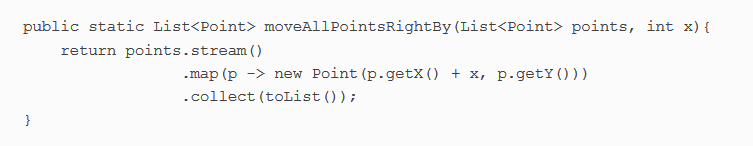 public static List<Point> moveAllPointsRightBy(List<Point> points, int x){
    return points.stream()
                 .map(p -> new Point(p.getX() + x, p.getY()))
                 .collect(toList());
}